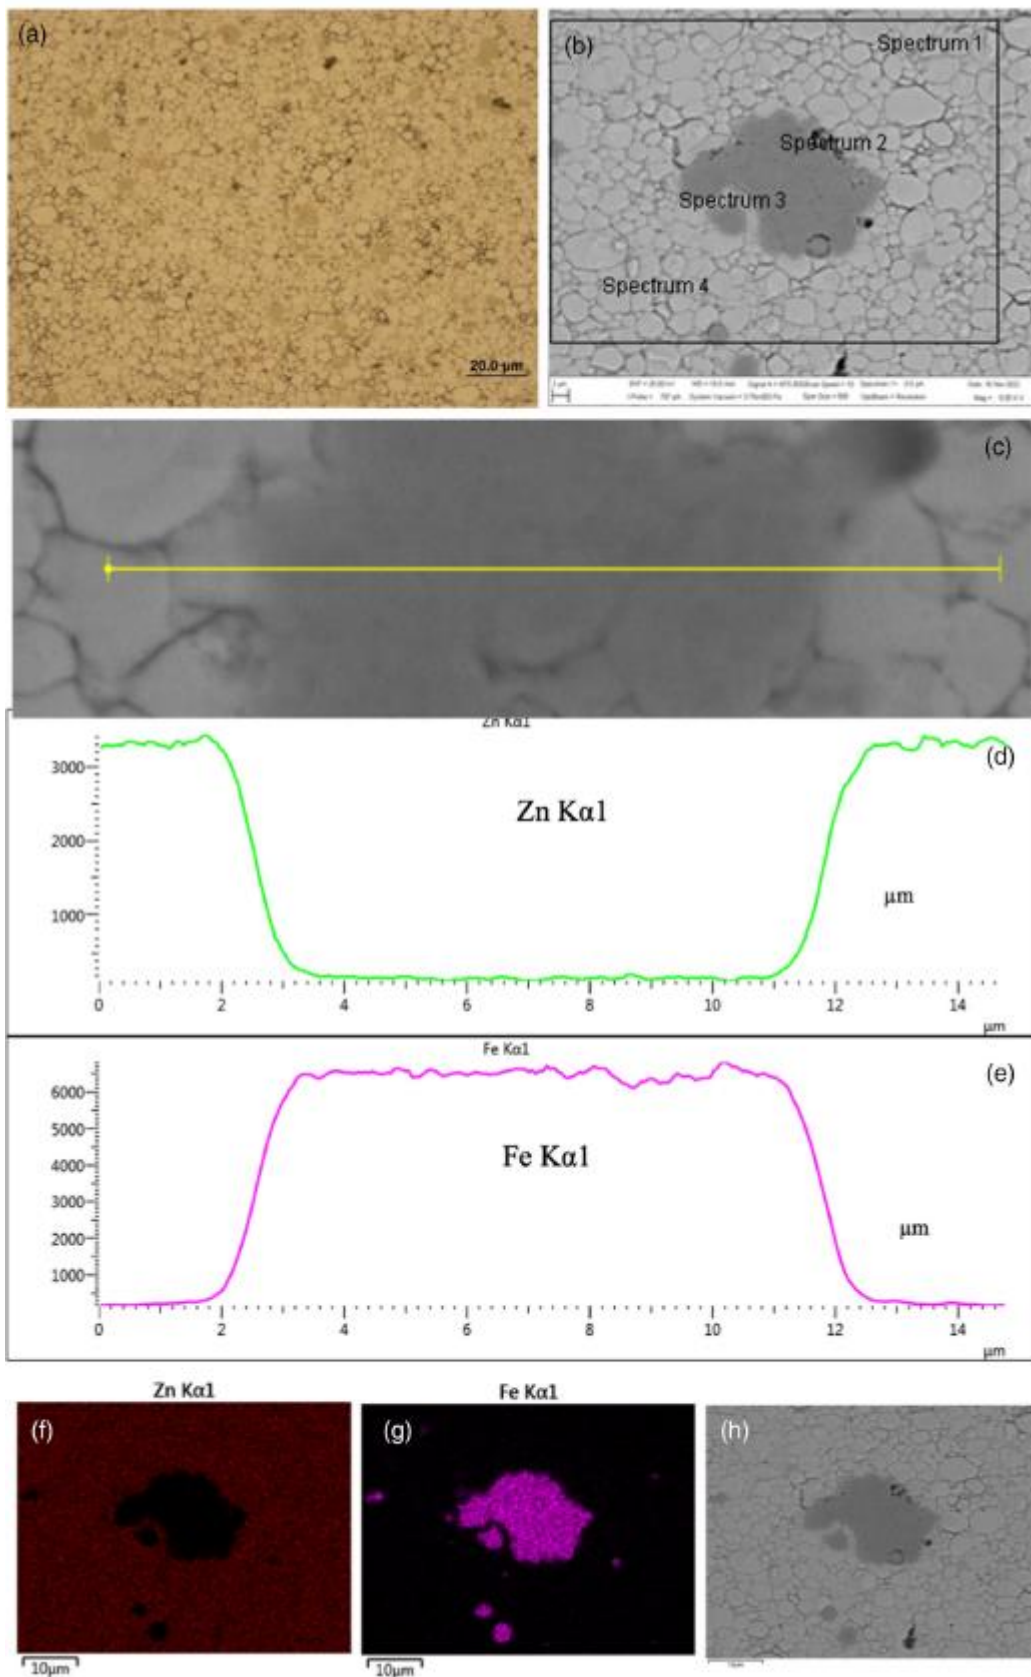 (a)
20.0 µm
(b)
Spectrum 1
Spectrum 2
Spectrum 3
Spectrum 4
(c)
Zn Kα1
(d)
3000
2000
1000
Zn Kα1
µm
0 2 4 6 8 10 12 14
µm
Fe Kα1
(e)
6000
5000
4000
3000
2000
1000
Fe Kα1
µm
0 2 4 6 8 10 12 14
µm
Zn Kα1 Fe Kα1
(f) (g) (h)
10µm 10µm